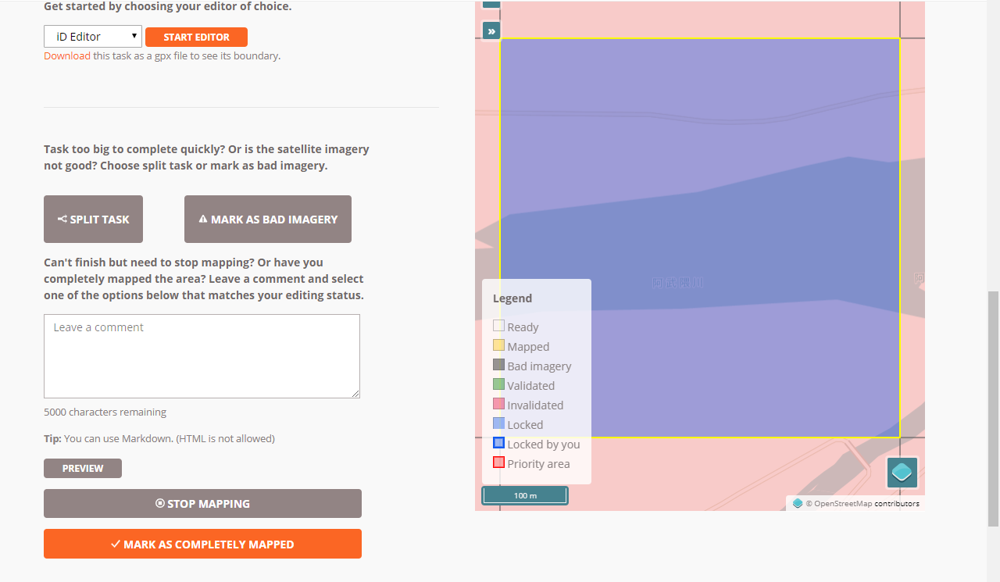 Get started by choosing your editor of choice.
iD Editor
START EDITOR
Download this task as a gpx file to see its boundary.
Task too big to complete quickly? Or is the satellite imagery
not good? Choose split task or mark as bad imagery.
SPLIT TASK
MARK AS BAD IMAGERY
Can't finish but need to stop mapping? Or have you
completely mapped the area? Leave a comment and select
one of the options below that matches your editing status.
Leave a comment
5000 characters remaining
Tip: You can use Markdown. (HTML is not allowed)
PREVIEW
STOP MAPPING
MARK AS COMPLETELY MAPPED
»
阿武隈川
阿
Legend
Ready
Mapped
Bad imagery
Validated
Invalidated
Locked
Locked by you
Priority area
100 m
© OpenStreetMap contributors